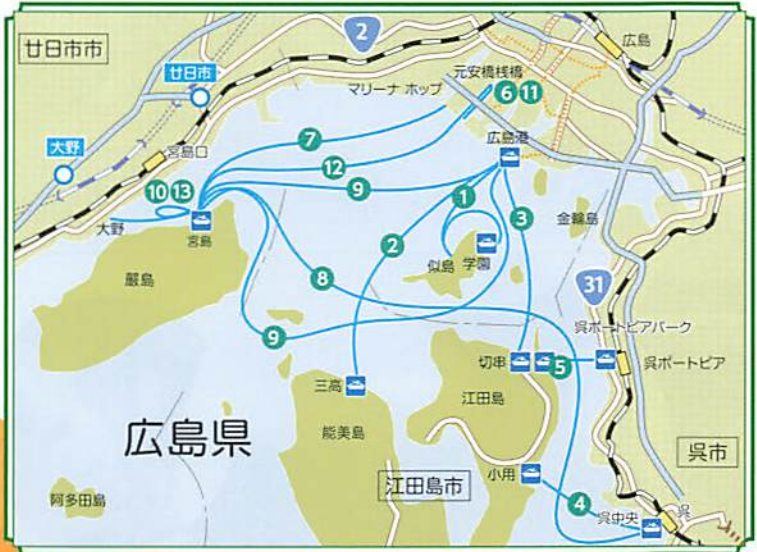 廿日市市
2
広島
廿日市
元安橋桟橋
マリーナ ホップ
6 11
7
広島港
大野
宮島口
12
10 13
9
1
3
大野
宮島
金輪島
2
似島
学園
厳島
8
31
9
呉ポートピアパーク
切串
5
呉ポートピア
三高
江田島
能美島
広島県
呉市
小用
江田島市
阿多田島
4
呉中央
呉